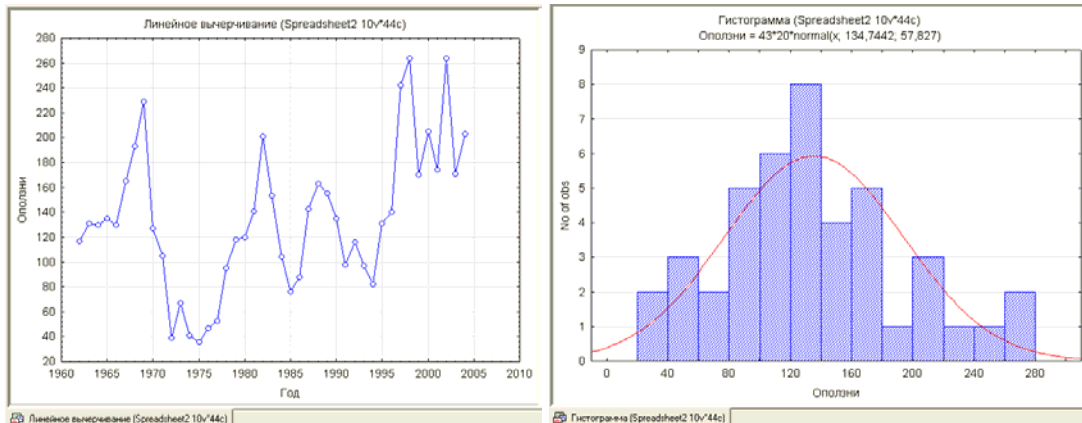 Линейное вычерчивание (Spreadsheet2 10v*44c)
280
260
240
220
200
180
160
140
120
100
80
60
40
20
Оползни
1960 1965 1970 1975 1980 1985 1990 1995 2000 2005 2010
Год
Линейное вычерчивание (Spreadsheet2 10v*44c)
Гистограмма (Spreadsheet2 10v*44c)
Оползни = 43*20*normal(x; 134,7442; 57,827)
9
8
7
6
5
4
3
2
1
0
No of obs
0 40 80 120 160 200 240 280
Оползни
Гистограмма (Spreadsheet2 10v*44c)